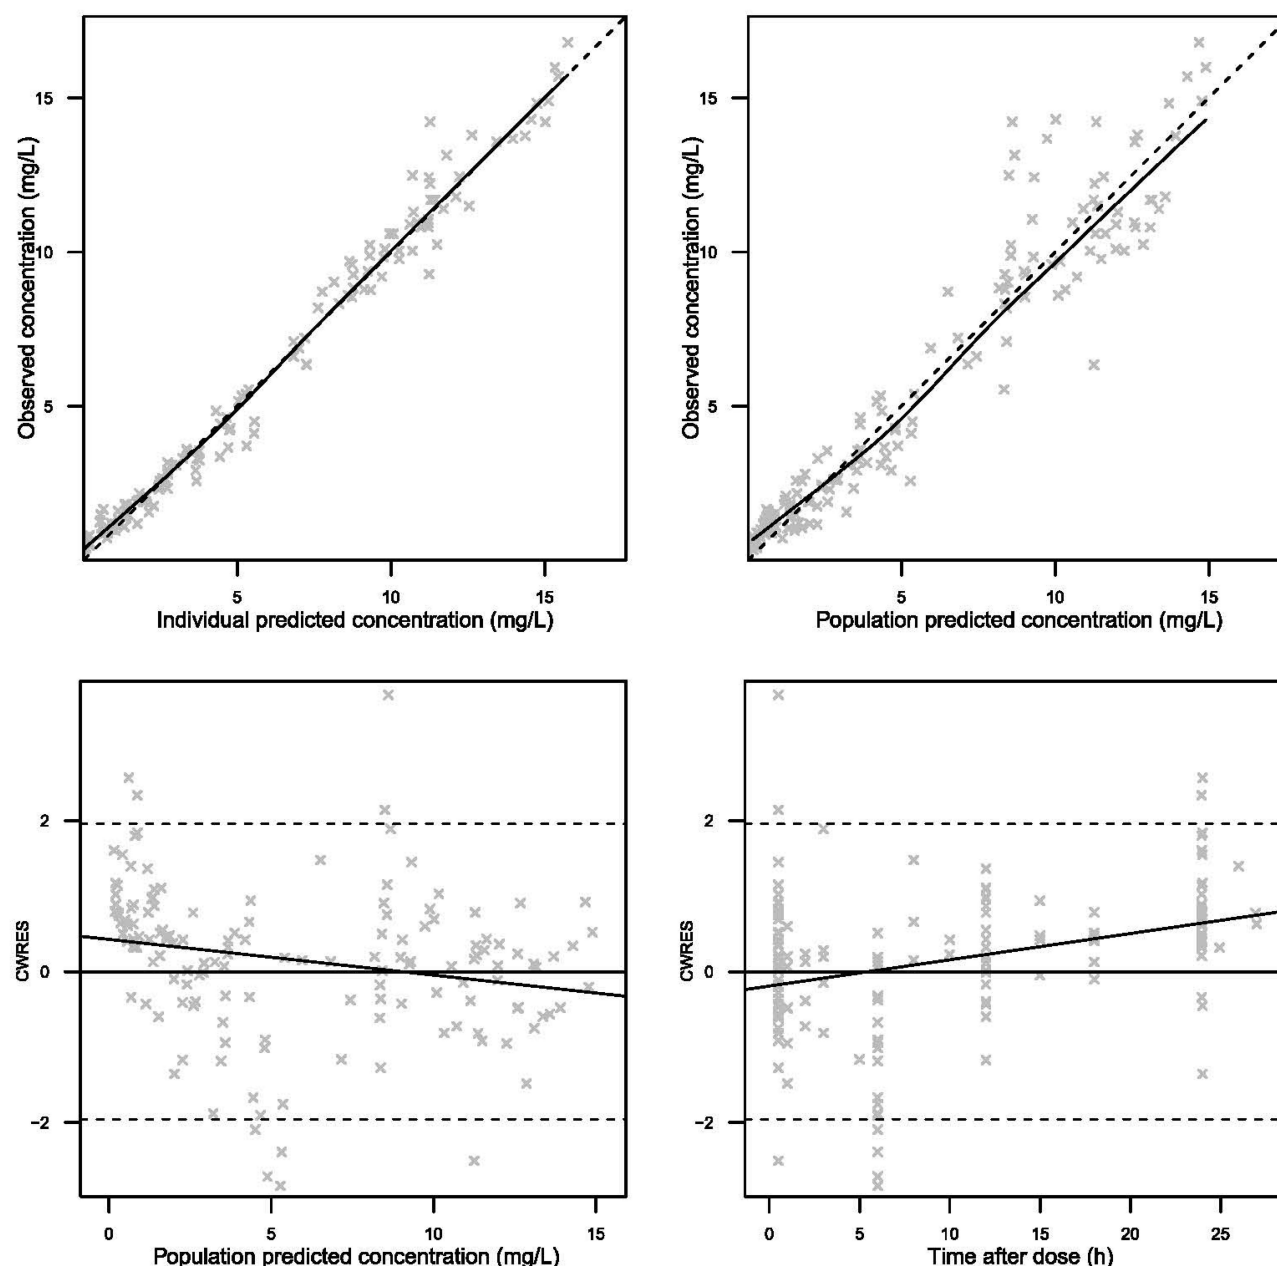 15
10
5
Observed concentration (mg/L)
5 10 15
Individual predicted concentration (mg/L)
15
10
5
Observed concentration (mg/L)
5 10 15
Population predicted concentration (mg/L)
2
0
−2
CWRES
0 5 10 15
Population predicted concentration (mg/L)
2
0
−2
CWRES
0 5 10 15 20 25
Time after dose (h)